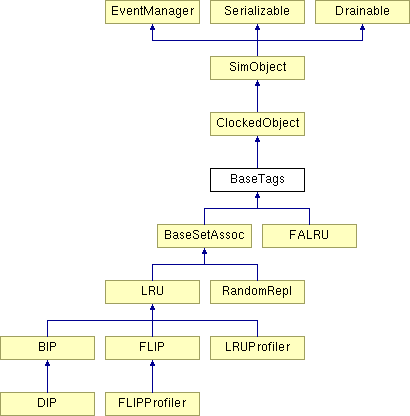 EventManager Serializable Drainable
SimObject
ClockedObject
BaseTags
BaseSetAssoc FALRU
LRU RandomRepl
BIP FLIP LRUProfiler
DIP FLIPProfiler